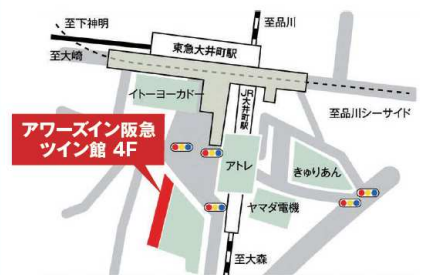 至下神明
至品川
東急大井町駅
至大崎
イトーヨーカドー
JR大井町駅
至品川シーサイド
アワーズイン阪急
ツイン館 4F
アトレ
きゅりあん
ヤマダ電機
至大森